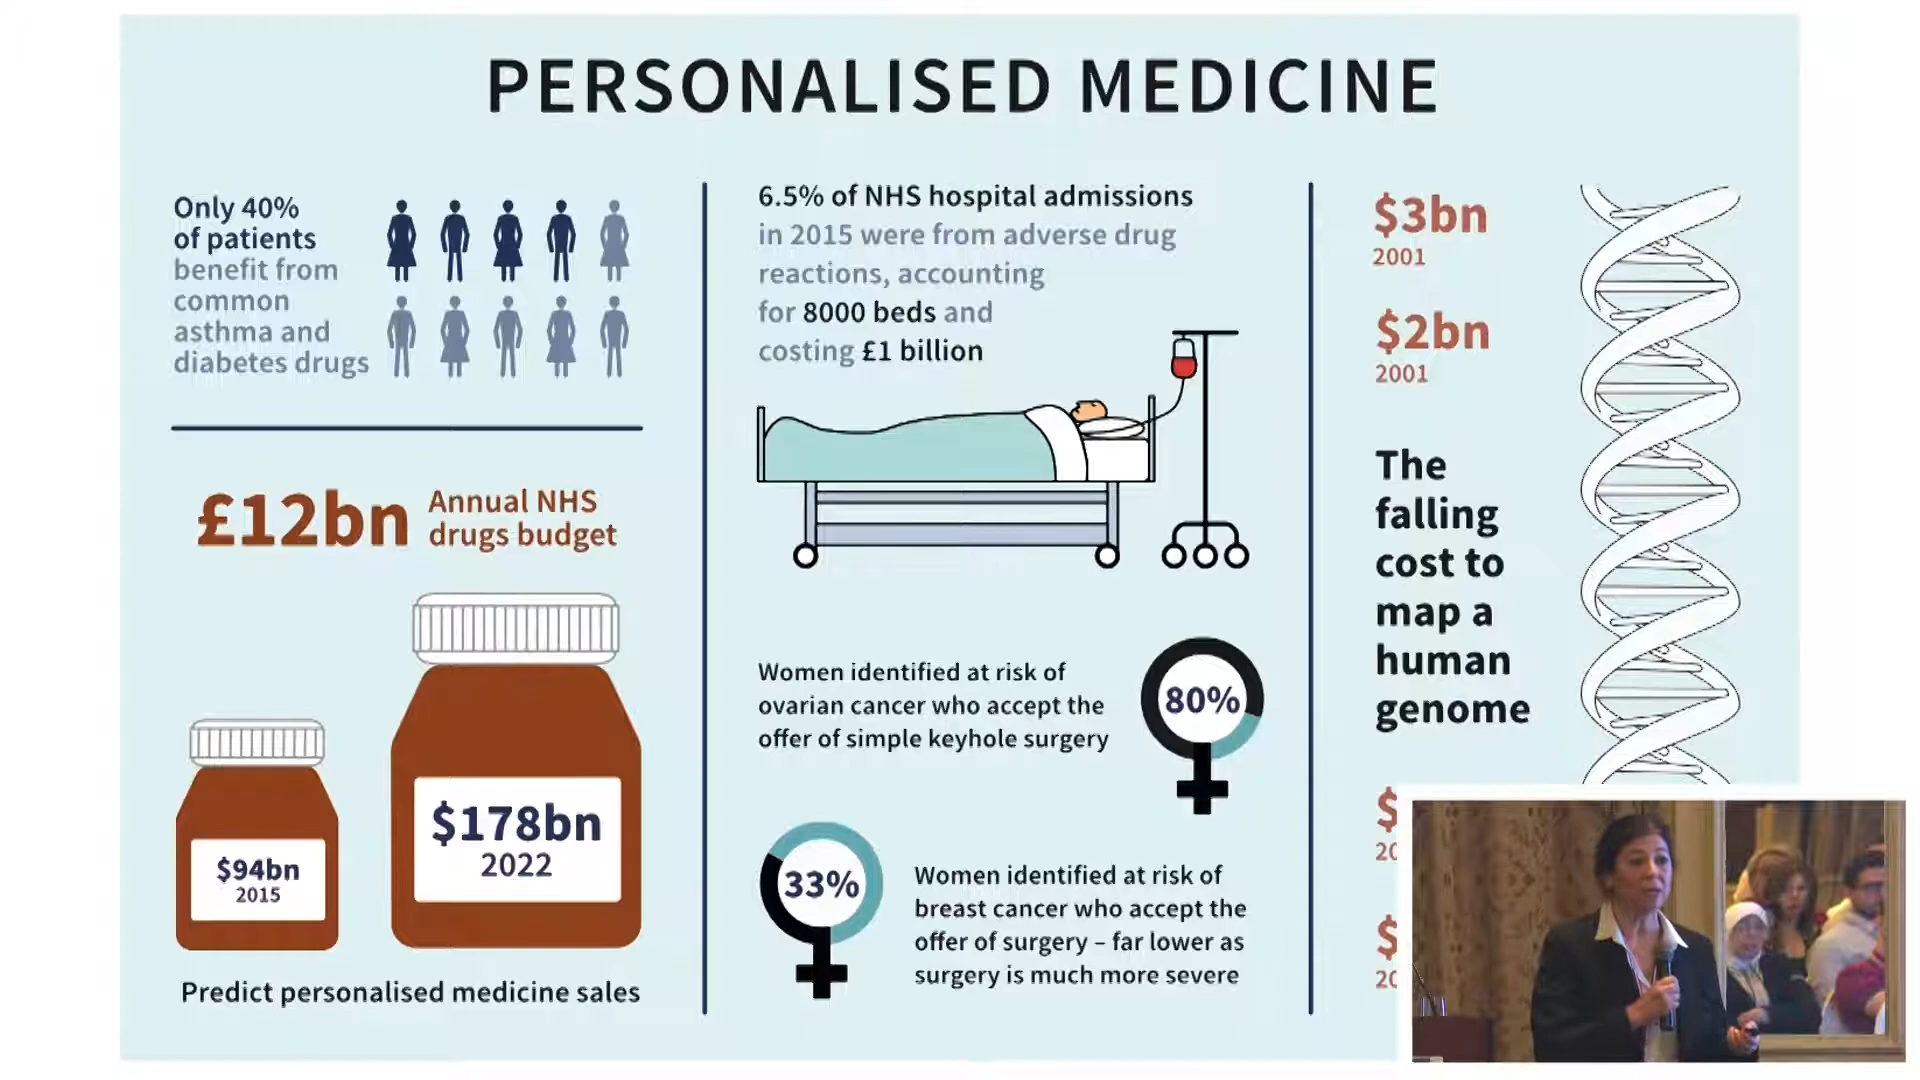 PERSONALISED MEDICINE
Only 40%
of patients
benefit from
common
asthma and
diabetes drugs
£12bn
Annual NHS
drugs budget
$94bn
2015
$178bn
2022
Predict personalised medicine sales
6.5% of NHS hospital admissions
in 2015 were from adverse drug
reactions, accounting
for 8000 beds and
costing £1 billion
Women identified at risk of
ovarian cancer who accept the
offer of simple keyhole surgery
80%
33%
Women identified at risk of
breast cancer who accept the
offer of surgery – far lower as
surgery is much more severe
$3bn
2001
$2bn
2001
The
falling
cost to
map a
human
genome
$
20
$
20